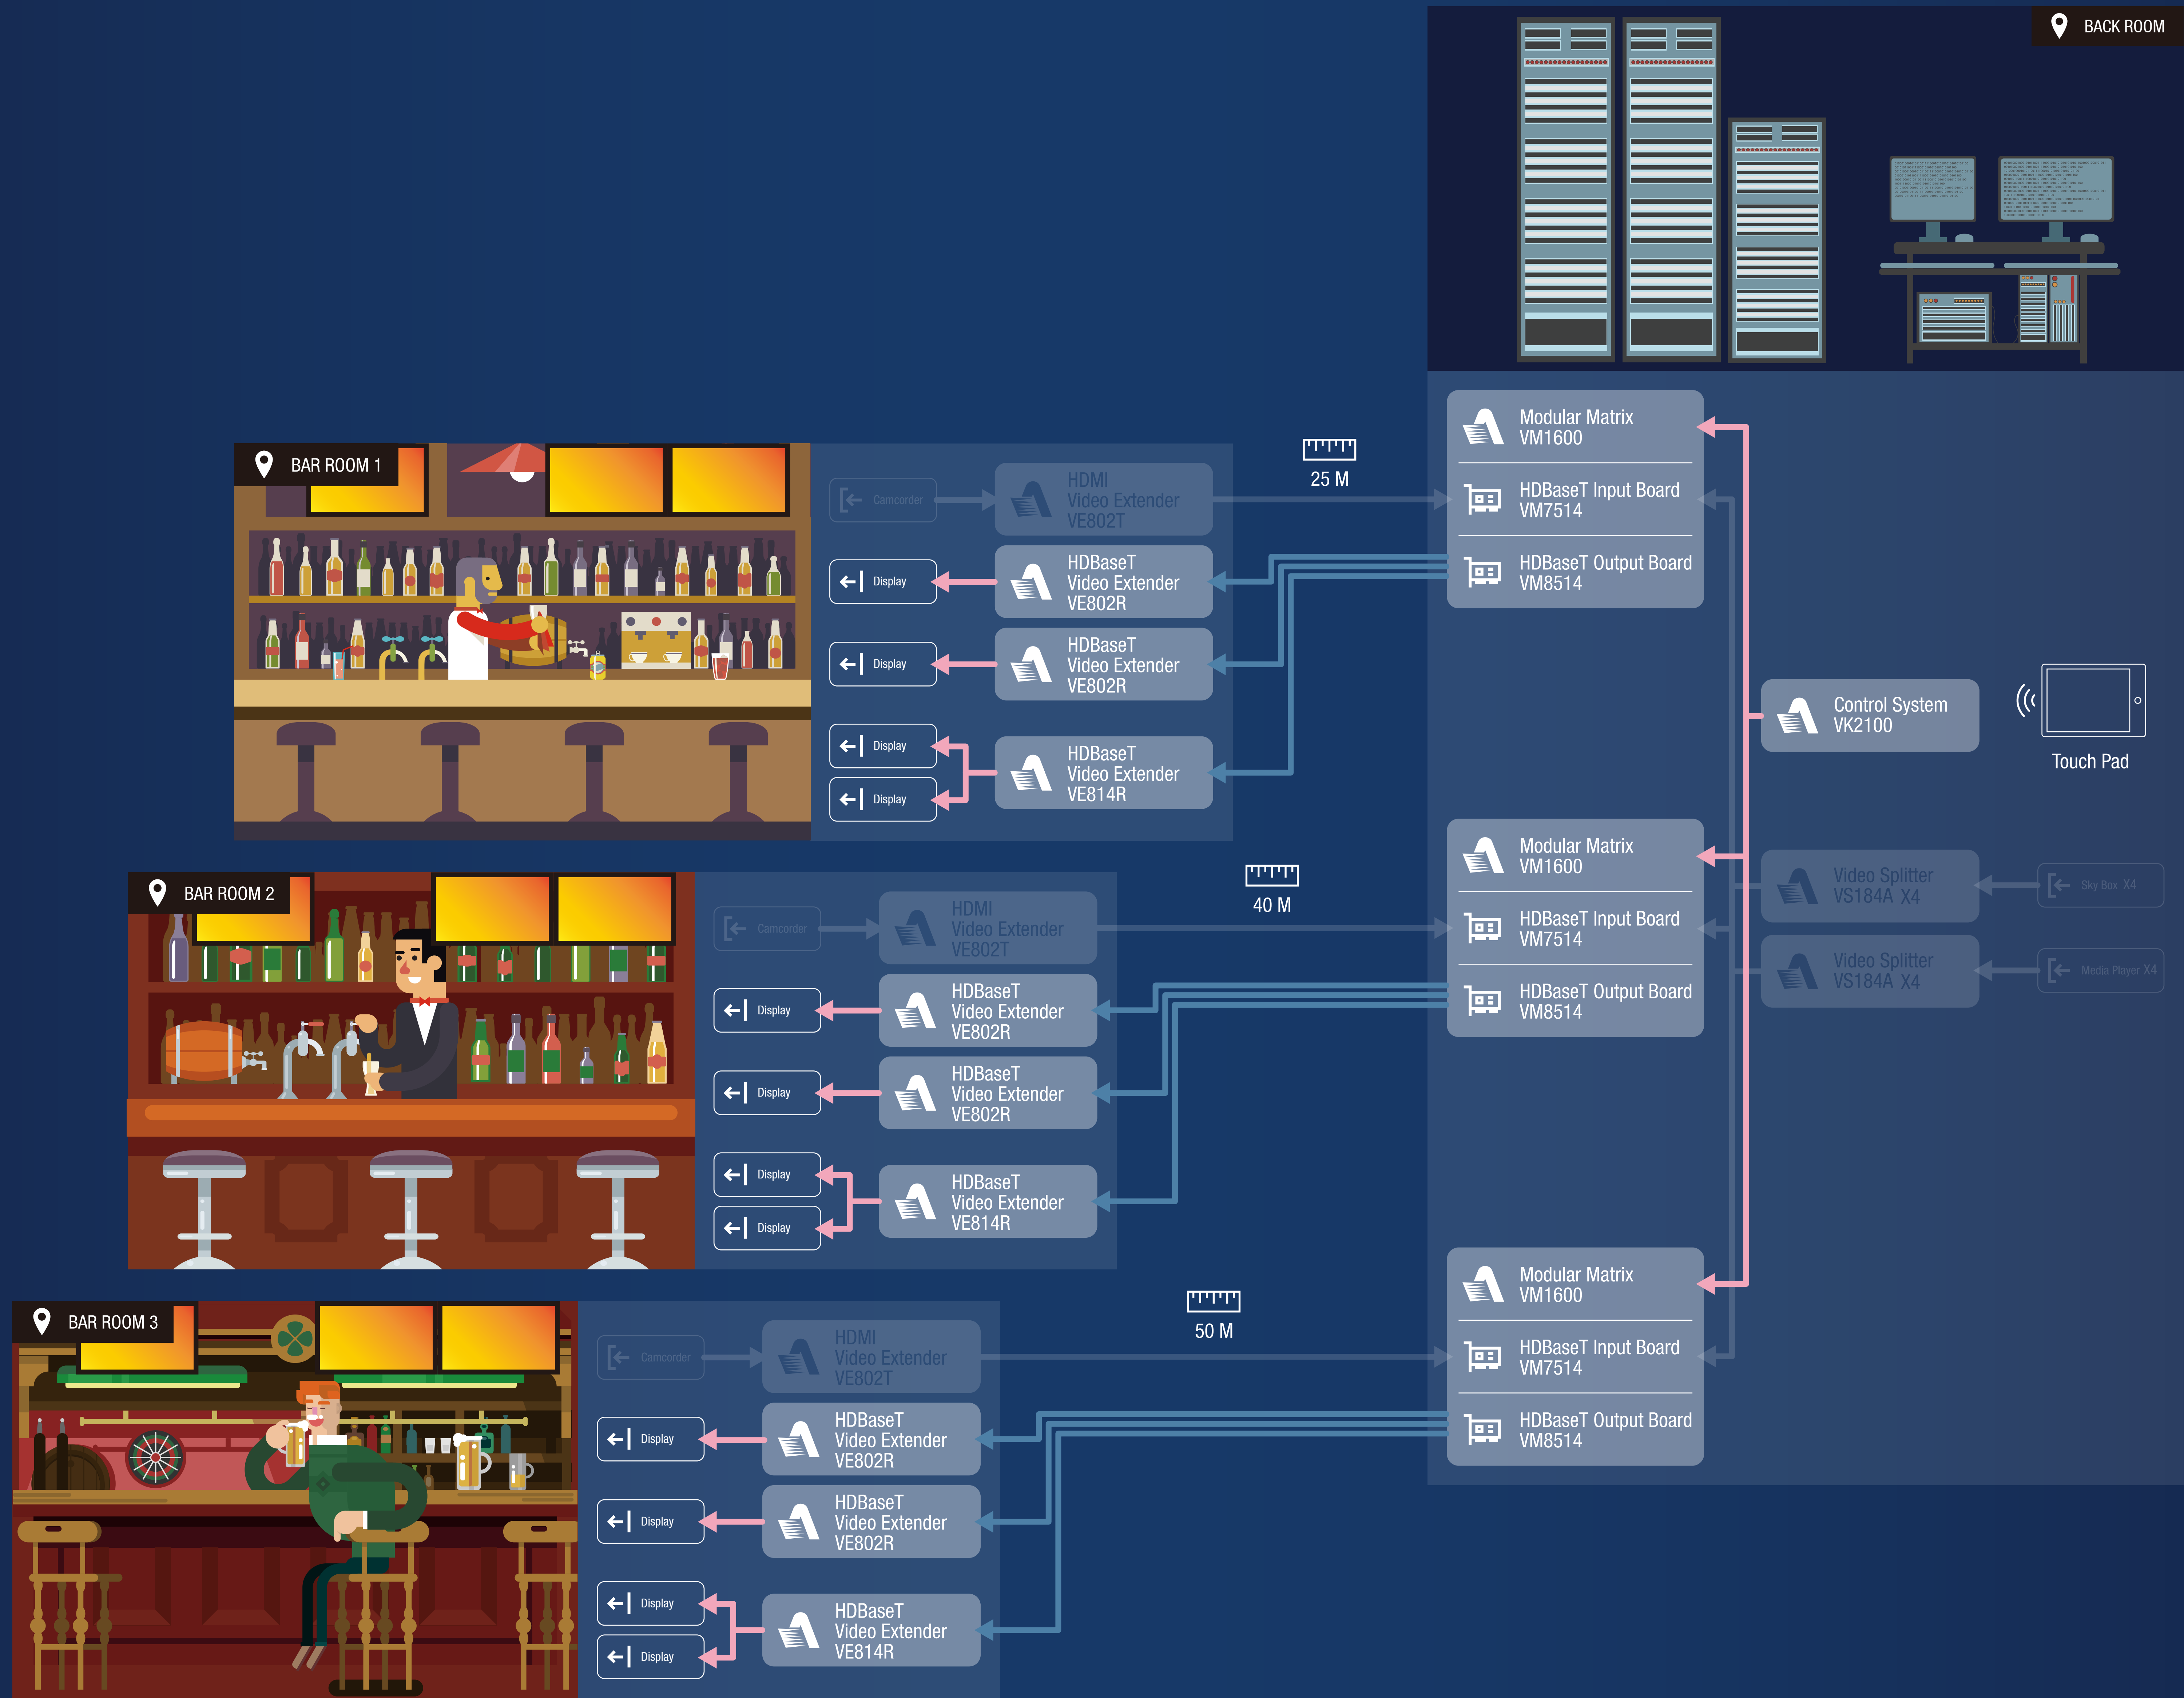 BACK ROOM
BAR ROOM 1
Camcorder
HDMI
Video Extender
VE802T
25 M
Display
HDBaseT
Video Extender
VE802R
Display
HDBaseT
Video Extender
VE802R
Display
Display
HDBaseT
Video Extender
VE814R
Modular Matrix
VM1600
HDBaseT Input Board
VM7514
HDBaseT Output Board
VM8514
Control System
VK2100
Touch Pad
BAR ROOM 2
Camcorder
HDMI
Video Extender
VE802T
40 M
Display
HDBaseT
Video Extender
VE802R
Display
HDBaseT
Video Extender
VE802R
Display
Display
HDBaseT
Video Extender
VE814R
Modular Matrix
VM1600
HDBaseT Input Board
VM7514
HDBaseT Output Board
VM8514
Video Splitter
VS184A X4
Sky Box X4
Video Splitter
VS184A X4
Media Player X4
BAR ROOM 3
Camcorder
HDMI
Video Extender
VE802T
50 M
Display
HDBaseT
Video Extender
VE802R
Display
HDBaseT
Video Extender
VE802R
Display
Display
HDBaseT
Video Extender
VE814R
Modular Matrix
VM1600
HDBaseT Input Board
VM7514
HDBaseT Output Board
VM8514